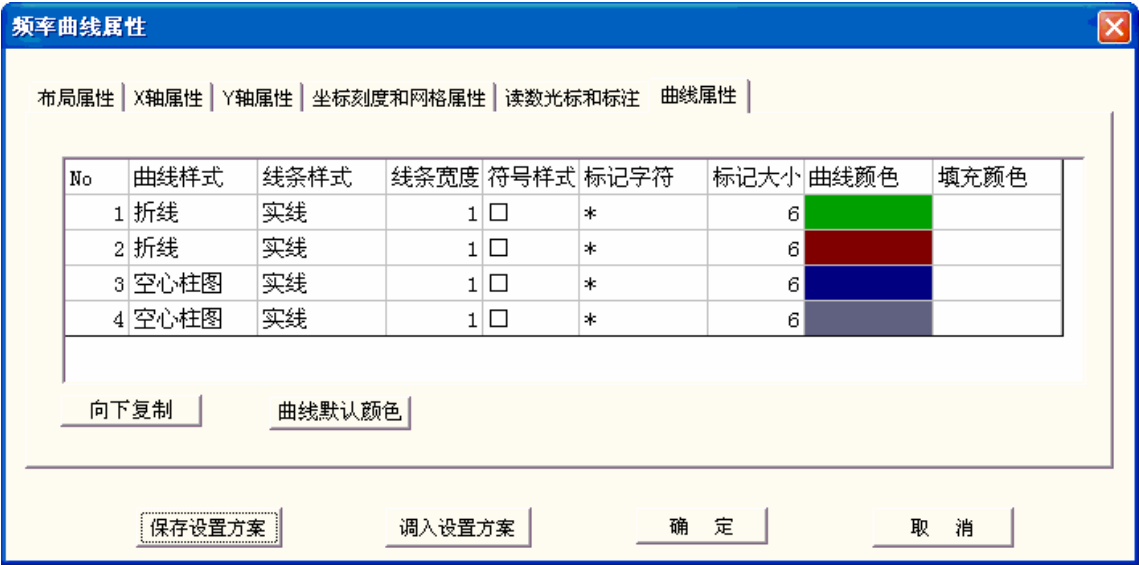 频率曲线属性
布局属性 X轴属性 Y轴属性 坐标刻度和网格属性 读数光标和标注 曲线属性
No 曲线样式 线条样式 线条宽度 符号样式 标记字符 标记大小 曲线颜色 填充颜色
1 折线 实线 1 □ * 6
2 折线 实线 1 □ * 6
3 空心柱图 实线 1 □ * 6
4 空心柱图 实线 1 □ * 6
向下复制 曲线默认颜色
保存设置方案 调入设置方案 确 定 取 消